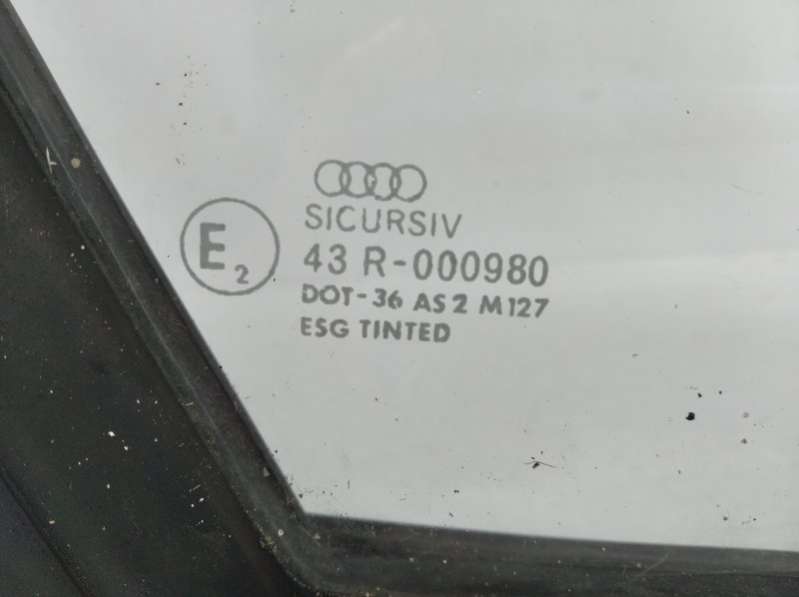 SICURSIV
E2
43 R-000980
DOT-36 AS 2 M127
ESG TINTED